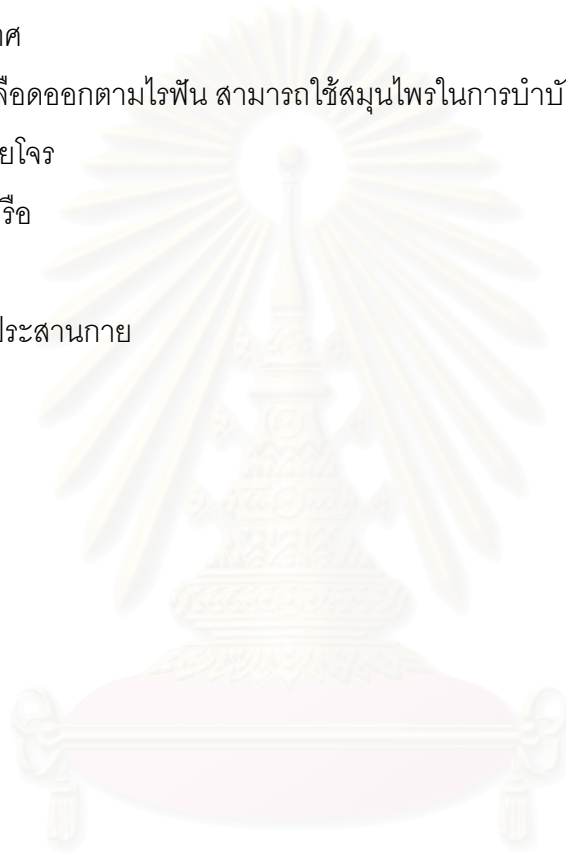 าศ
ลือดออกตามไรฟัน สามารถใช้สมุนไพรในการบำบั
ยโจร
รือ
ประสานกาย